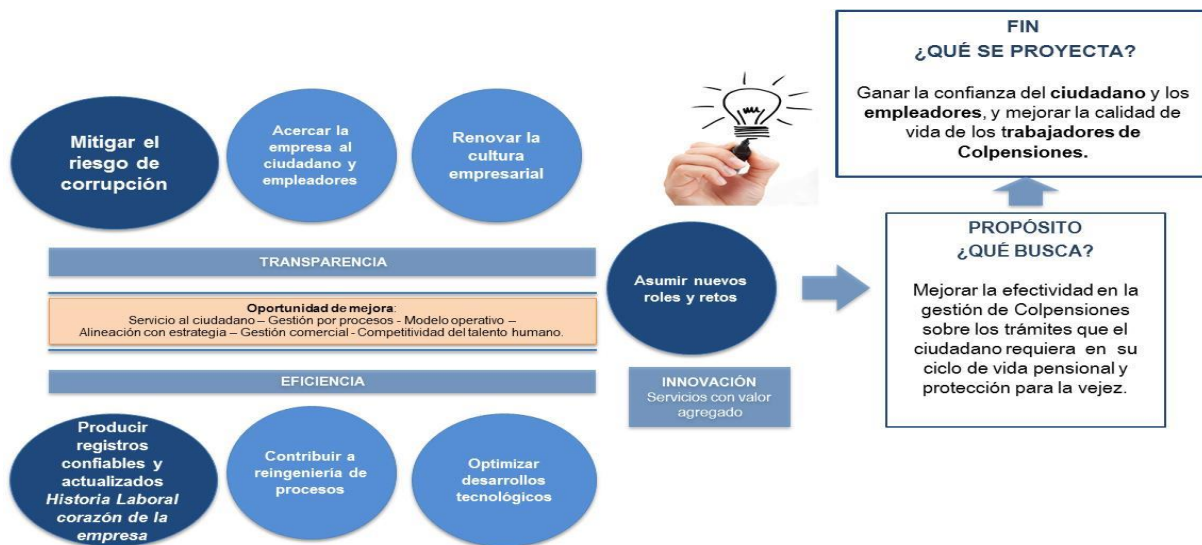 Mitigar el
riesgo de
corrupción
Acercar la
empresa al
ciudadano y
empleadores
Renovar la
cultura
empresarial
TRANSPARENCIA
Oportunidad de mejora:
Servicio al ciudadano – Gestión por procesos - Modelo operativo –
Alineación con estrategia – Gestión comercial - Competitividad del talento humano.
EFICIENCIA
Producir
registros
confiables y
actualizados
Historia Laboral
corazón de la
empresa
Contribuir a
reingeniería de
procesos
Optimizar
desarrollos
tecnológicos
Asumir nuevos
roles y retos
INNOVACIÓN
Servicios con valor
agregado
FIN
¿QUÉ SE PROYECTA?
Ganar la confianza del ciudadano y los
empleadores, y mejorar la calidad de
vida de los trabajadores de
Colpensiones.
PROPÓSITO
¿QUÉ BUSCA?
Mejorar la efectividad en la
gestión de Colpensiones
sobre los trámites que el
ciudadano requiera en su
ciclo de vida pensional y
protección para la vejez.